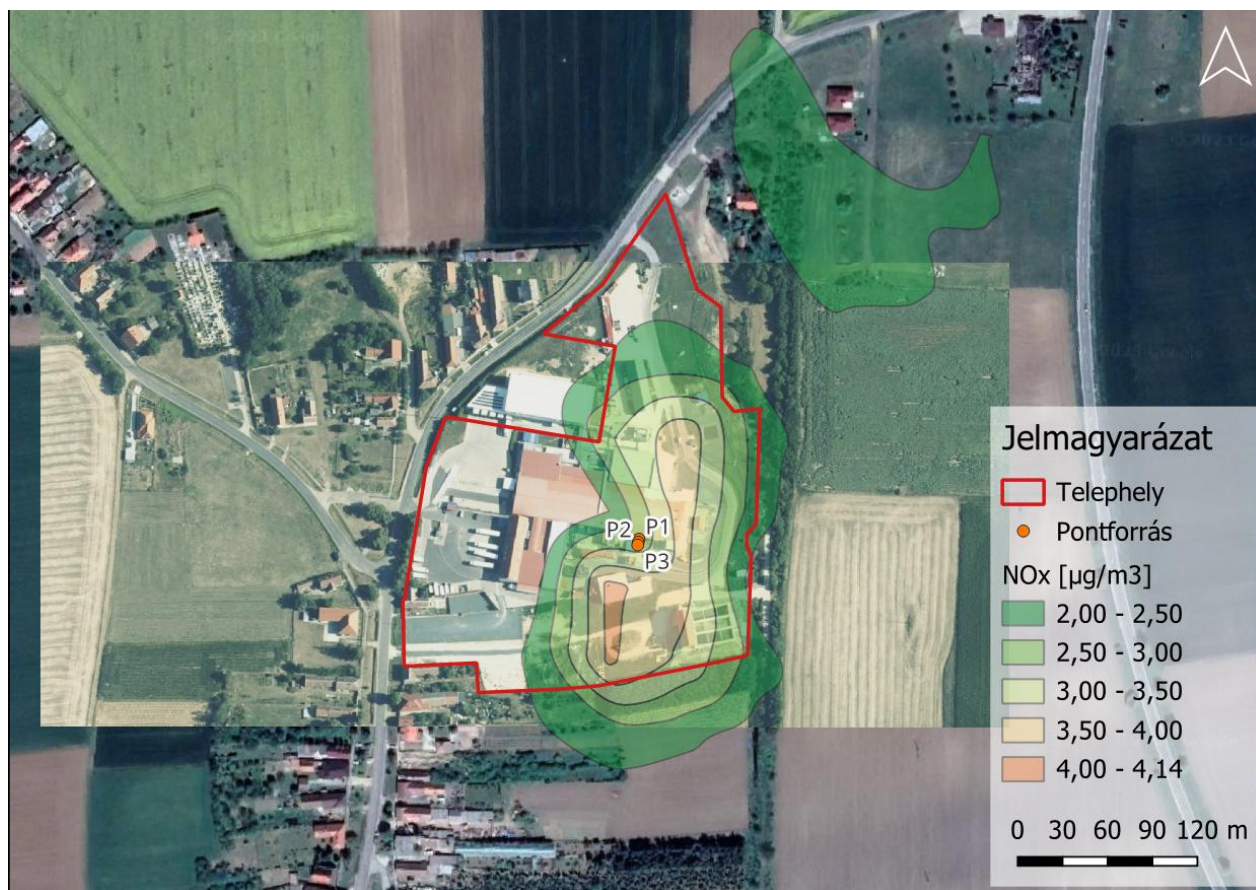 P2 P1
P3
Jelmagyarázat
Telephely
Pontforrás
NOx [µg/m3]
2,00 - 2,50
2,50 - 3,00
3,00 - 3,50
3,50 - 4,00
4,00 - 4,14
0 30 60 90 120 m